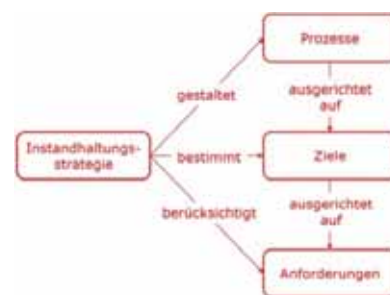 Prozesse
gestaltet
ausgerichtet
auf
Instandhaltungs-
strategie
bestimmt
Ziele
ausgerichtet
auf
berücksichtigt
Anforderungen